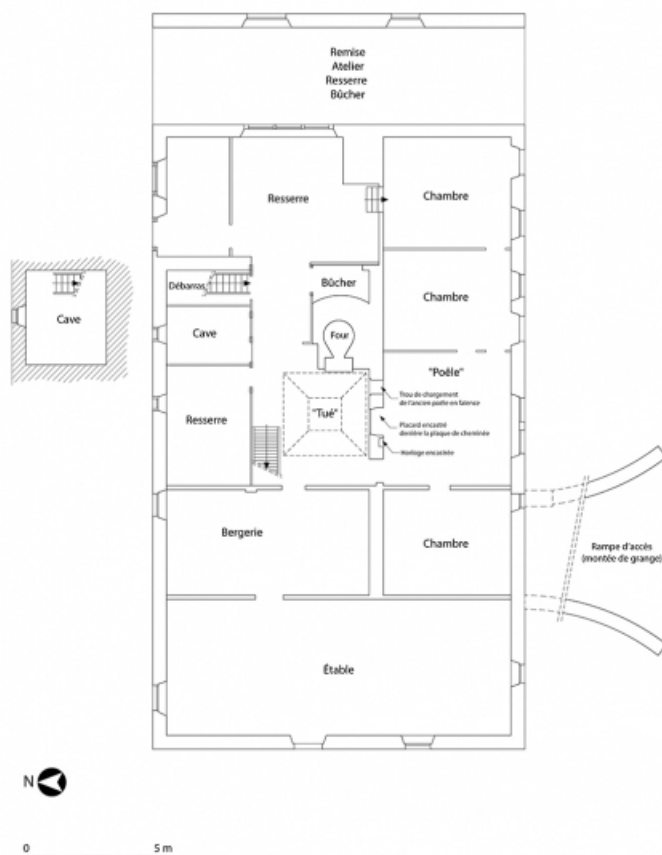 Remise
Atelier
Resserre
Bûcher
Resserre
Chambre
Débarras
Bûcher
Chambre
Cave
Cave
Four
"Poêle"
Trou de chargement
de l'ancien poêle en faïence
"Tué"
Placard encastré
derrière la plaque de cheminée
Resserre
Horloge encastrée
Bergerie
Chambre
Rampe d'accès
(montée de grange)
Étable
N
0 5 m